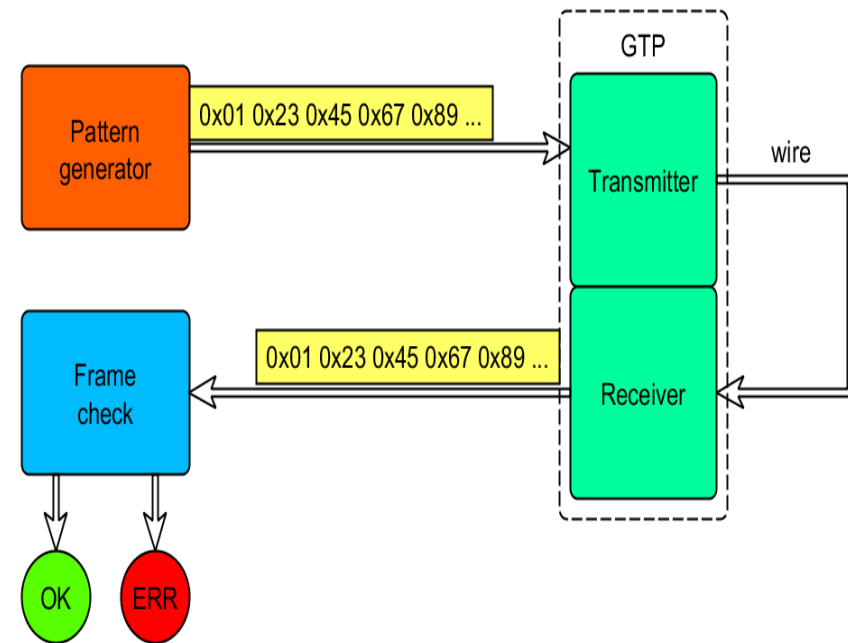 GTP
Pattern
generator
0x01 0x23 0x45 0x67 0x89 ...
Transmitter
wire
Frame
check
0x01 0x23 0x45 0x67 0x89 ...
Receiver
OK
ERR